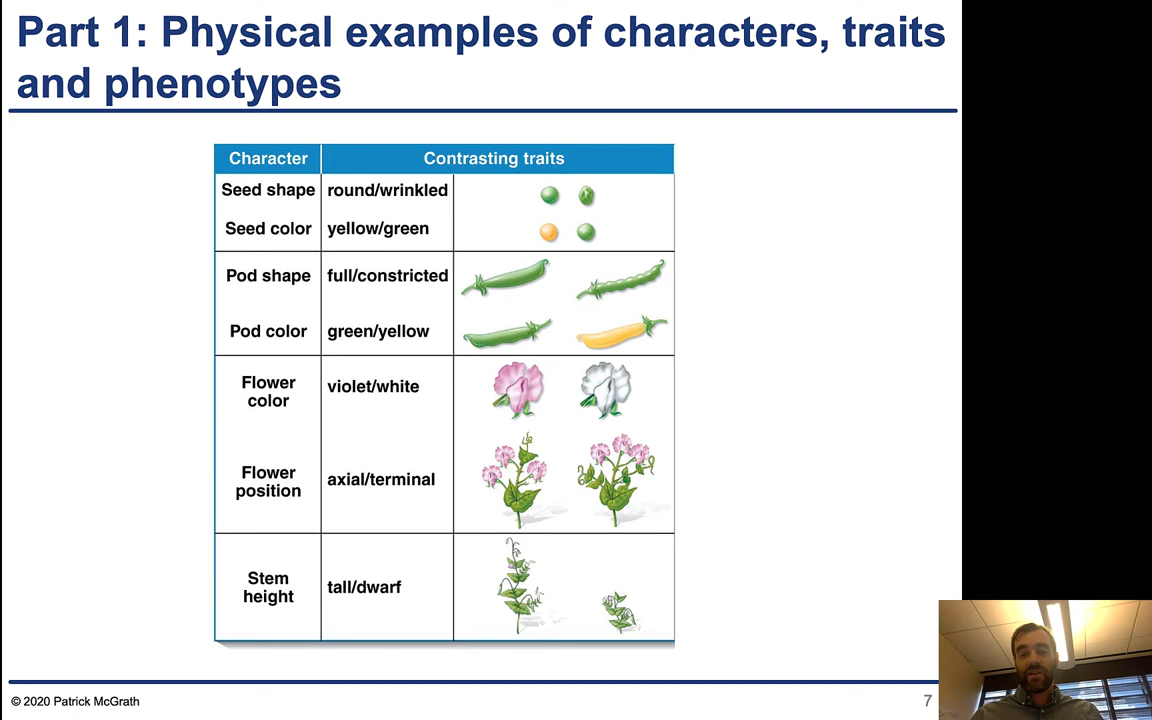 Part 1: Physical examples of characters, traits
and phenotypes
Character Contrasting traits
Seed shape round/wrinkled
Seed color yellow/green
Pod shape full/constricted
Pod color green/yellow
Flower
color
violet/white
Flower
position
axial/terminal
Stem
height
tall/dwarf
© 2020 Patrick McGrath
7